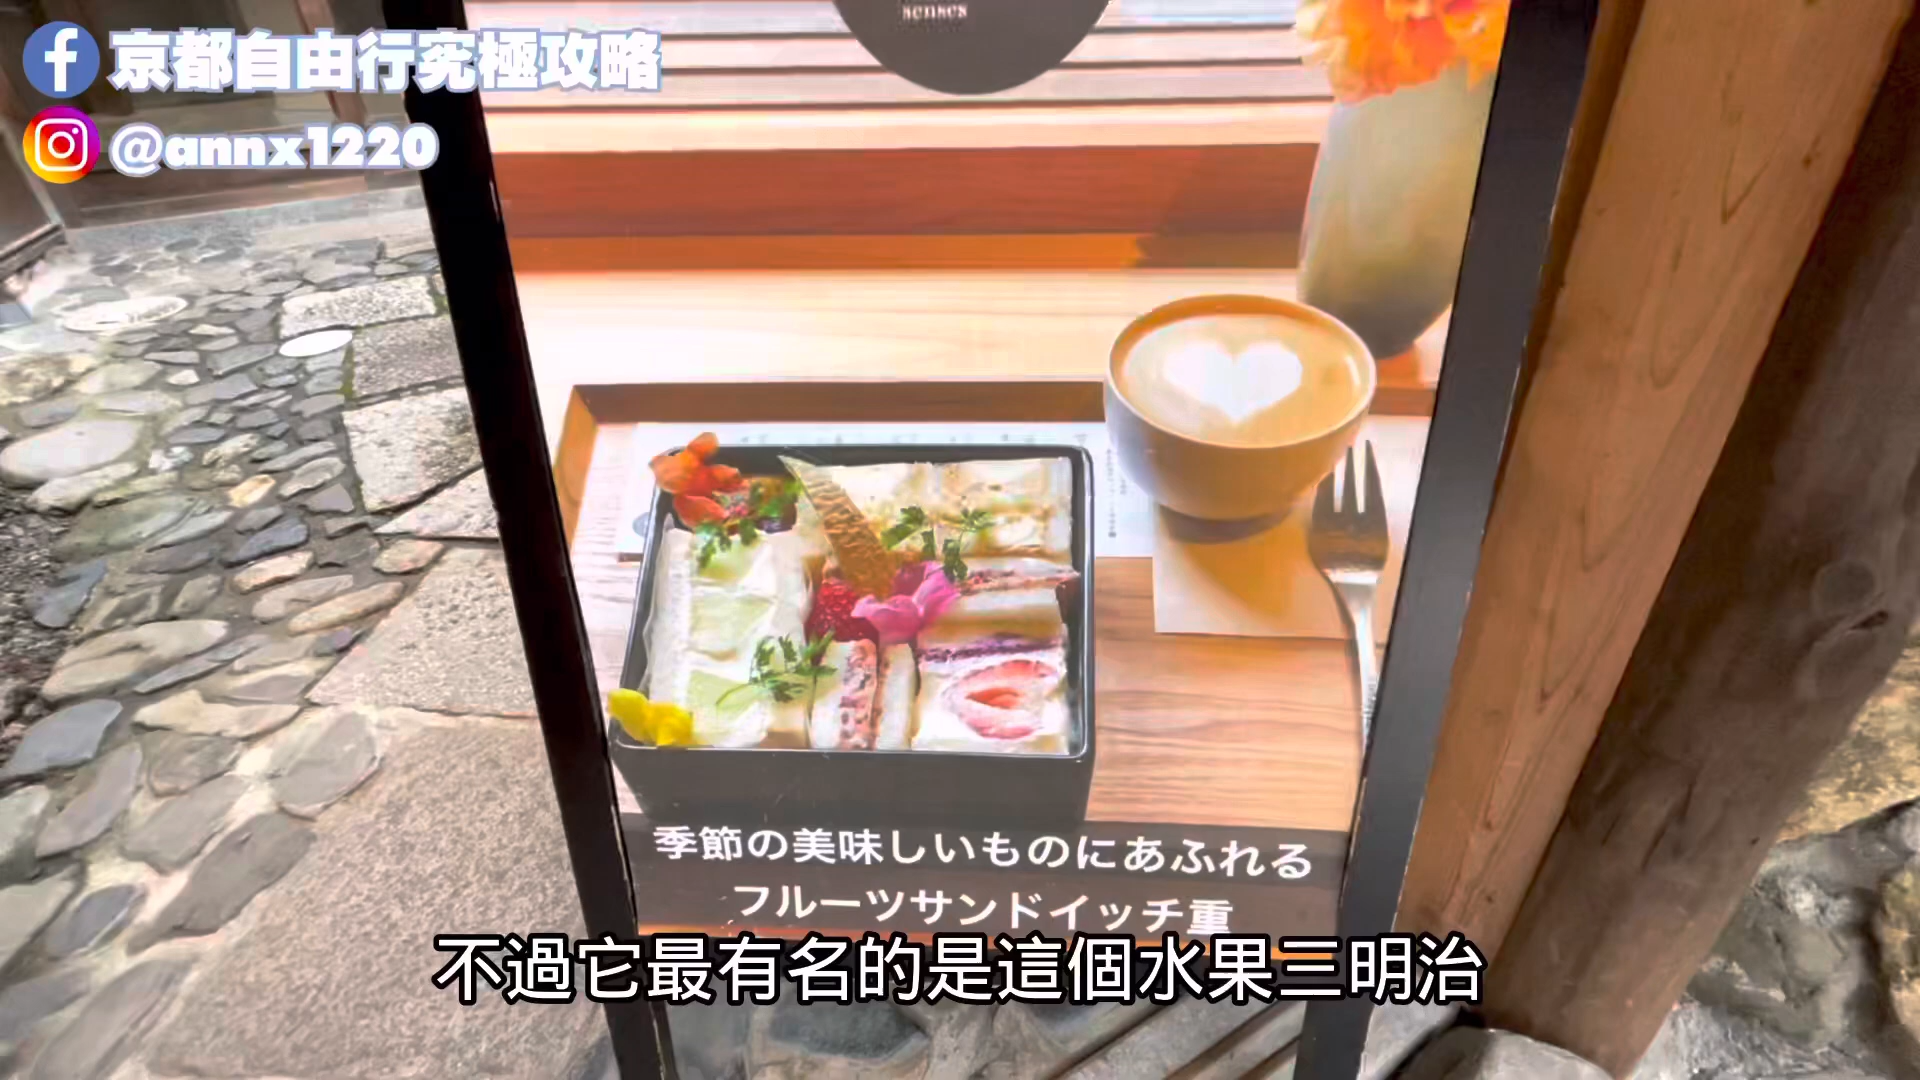 京都自由行究極攻略
@annx1220
senses
季節の美味しいものにあふれる
フルーツサンドイッチ重
不過它最有名的是這個水果三明治